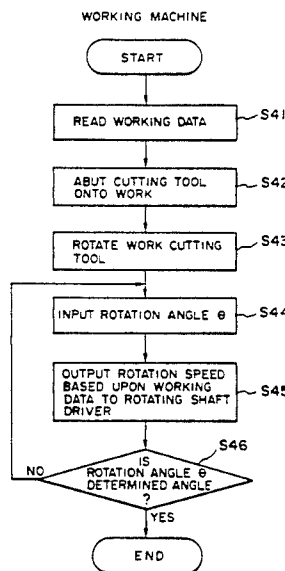 WORKING MACHINE
START
READ WORKING DATA
S41
ABUT CUTTING TOOL
ONTO WORK
S42
ROTATE WORK CUTTING
TOOL
S43
INPUT ROTATION ANGLE θ
S44
OUTPUT ROTATION SPEED
BASED UPON WORKING
DATA TO ROTATING SHAFT
DRIVER
S45
S46
IS
ROTATION ANGLE θ
DETERMINED ANGLE
?
NO
YES
END